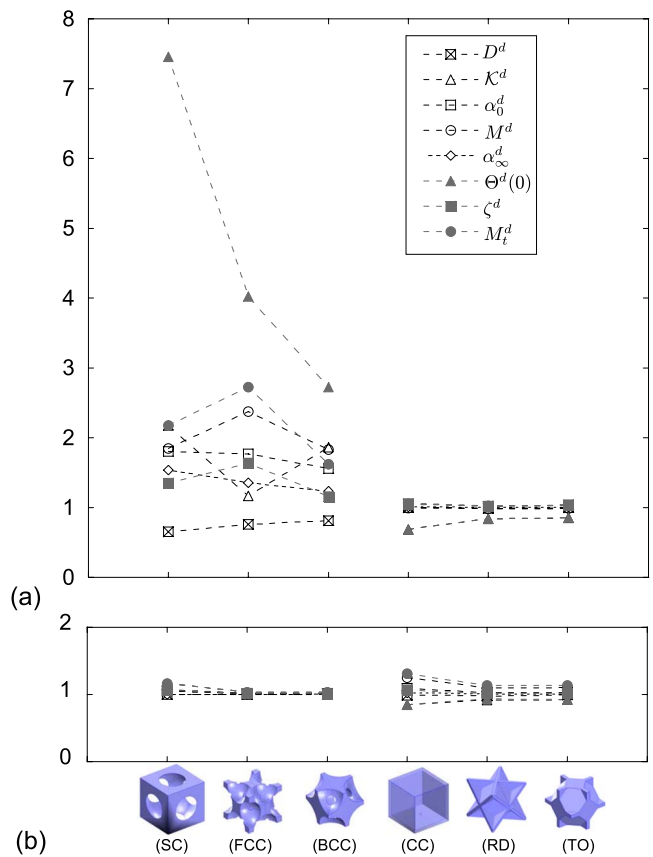 8
7
6
5
4
3
2
1
0
D^d
𝒦^d
α_0^d
M^d
α_∞^d
Θ^d(0)
ζ^d
M_t^d
(a)
2
1
0
(b)
(SC) (FCC) (BCC) (CC) (RD) (TO)